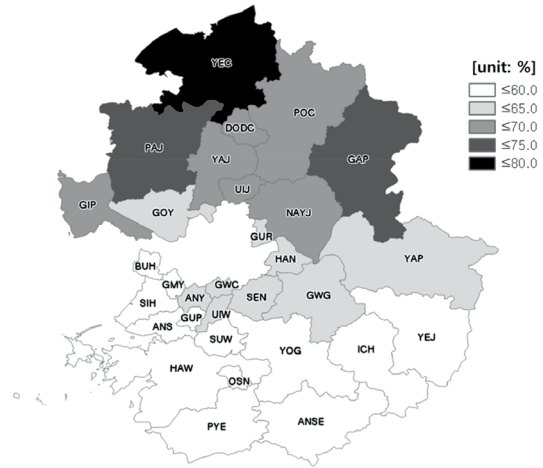 [unit: %]
≤60.0
≤65.0
≤70.0
≤75.0
≤80.0
YEC
POC
DODC
PAJ
YAJ
GAP
UIJ
GIP
GOY
NAYJ
GUR
HAN
YAP
BUH
GMY
GWC
SIH
ANY
SEN
GWG
GUP
UIW
ANS
SUW
YEJ
YOG
ICH
HAW
OSN
PYE
ANSE